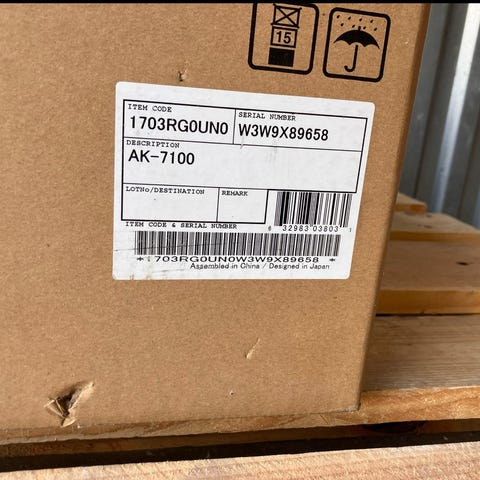 15
ITEM CODE
1703RG0UN0
SERIAL NUMBER
W3W9X89658
DESCRIPTION
AK-7100
LOTNo/DESTINATION
REMARK
6 32983 03803 1
ITEM CODE & SERIAL NUMBER
*1703RG0UN0W3W9X89658*
Assembled in China / Designed in Japan